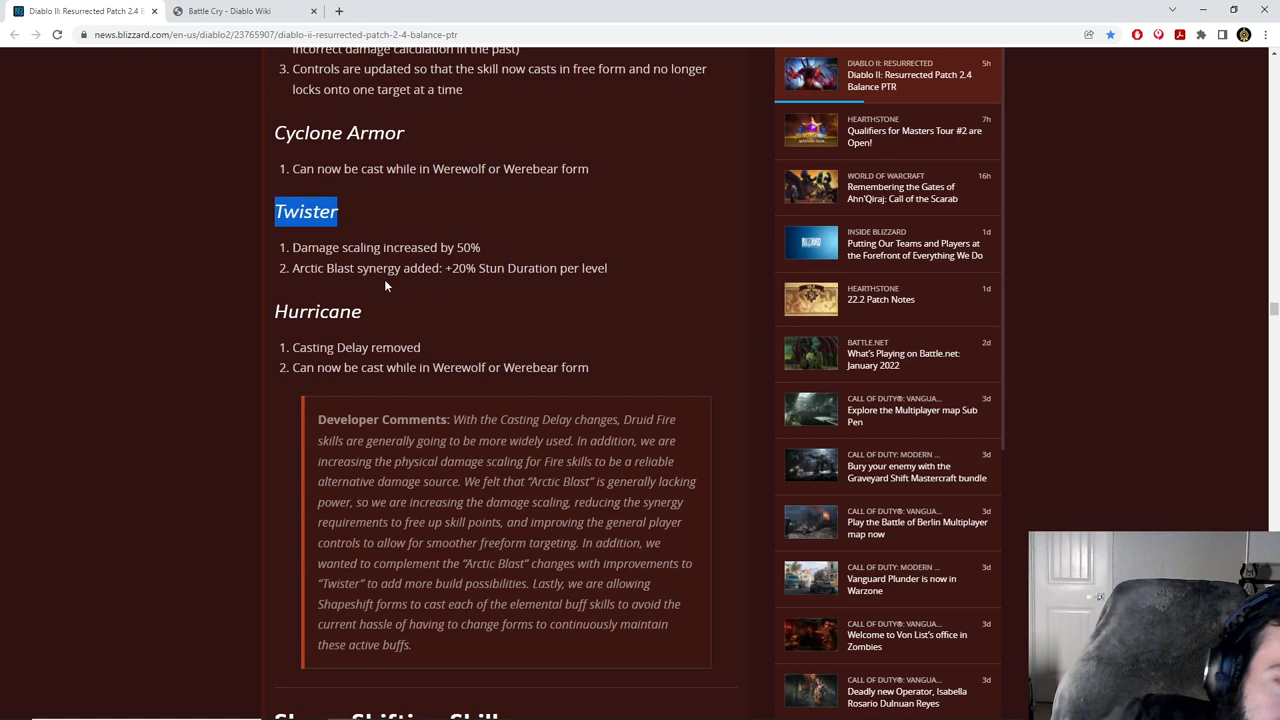 Diablo II: Resurrected Patch 2.4 B
Battle Cry - Diablo Wiki
news.blizzard.com/en-us/diablo2/23765907/diablo-ii-resurrected-patch-2-4-balance-ptr
incorrect damage calculation in the past)
3. Controls are updated so that the skill now casts in free form and no longer
locks onto one target at a time
Cyclone Armor
1. Can now be cast while in Werewolf or Werebear form
Twister
1. Damage scaling increased by 50%
2. Arctic Blast synergy added: +20% Stun Duration per level
Hurricane
1. Casting Delay removed
2. Can now be cast while in Werewolf or Werebear form
Developer Comments: With the Casting Delay changes, Druid Fire
skills are generally going to be more widely used. In addition, we are
increasing the physical damage scaling for Fire skills to be a reliable
alternative damage source. We felt that “Arctic Blast” is generally lacking
power, so we are increasing the damage scaling, reducing the synergy
requirements to free up skill points, and improving the general player
controls to allow for smoother freeform targeting. In addition, we
wanted to complement the “Arctic Blast” changes with improvements to
“Twister” to add more build possibilities. Lastly, we are allowing
Shapeshift forms to cast each of the elemental buff skills to avoid the
current hassle of having to change forms to continuously maintain
these active buffs.
DIABLO II: RESURRECTED 5h
Diablo II: Resurrected Patch 2.4
Balance PTR
HEARTHSTONE 7h
Qualifiers for Masters Tour #2 are
Open!
WORLD OF WARCRAFT 16h
Remembering the Gates of
Ahn'Qiraj: Call of the Scarab
INSIDE BLIZZARD 1d
Putting Our Teams and Players at
the Forefront of Everything We Do
HEARTHSTONE 1d
22.2 Patch Notes
BATTLE.NET 2d
What’s Playing on Battle.net:
January 2022
CALL OF DUTY®: VANGUA... 3d
Explore the Multiplayer map Sub
Pen
CALL OF DUTY: MODERN ... 3d
Bury your enemy with the
Graveyard Shift Mastercraft bundle
CALL OF DUTY®: VANGUA... 3d
Play the Battle of Berlin Multiplayer
map now
CALL OF DUTY: MODERN ... 3d
Vanguard Plunder is now in
Warzone
CALL OF DUTY®: VANGUA... 3d
Welcome to Von List’s office in
Zombies
CALL OF DUTY®: VANGUA... 3d
Deadly new Operator, Isabella
Rosario Dulnuan Reyes